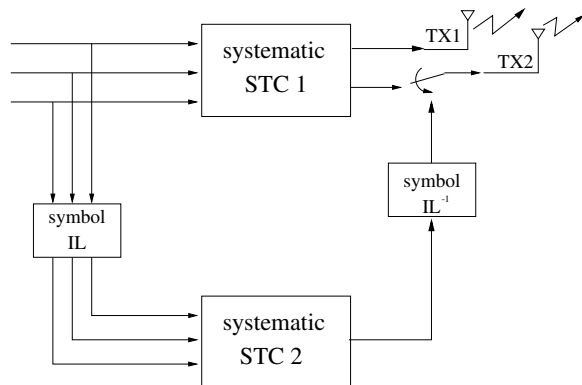 systematic
STC 1
TX1
TX2
symbol
IL
symbol
IL⁻¹
systematic
STC 2